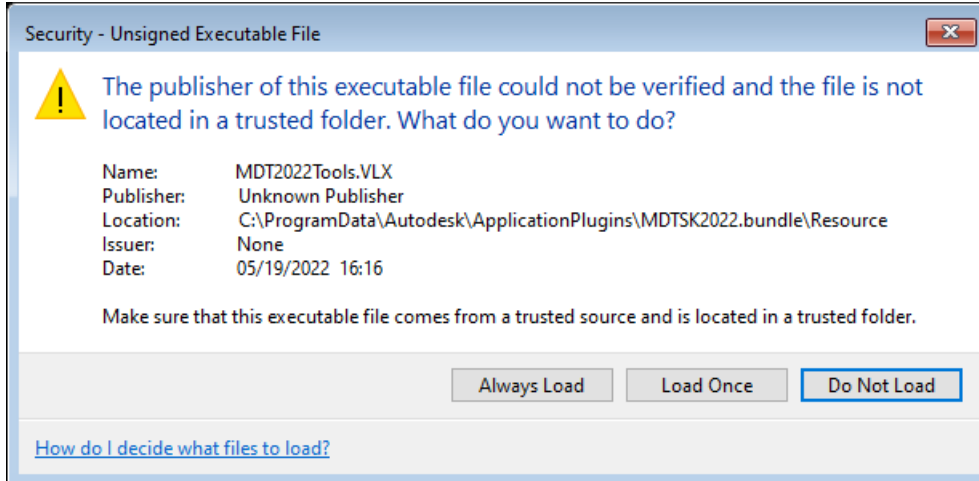 Security - Unsigned Executable File
The publisher of this executable file could not be verified and the file is not
located in a trusted folder. What do you want to do?
Name: MDT2022Tools.VLX
Publisher: Unknown Publisher
Location: C:\ProgramData\Autodesk\ApplicationPlugins\MDTSK2022.bundle\Resource
Issuer: None
Date: 05/19/2022 16:16
Make sure that this executable file comes from a trusted source and is located in a trusted folder.
Always Load Load Once Do Not Load
How do I decide what files to load?